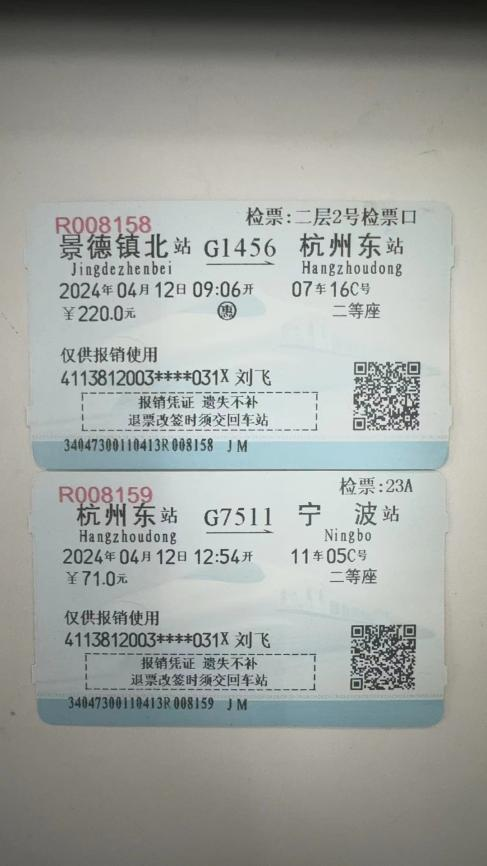 检票:二层2号检票口
R008158
景德镇北站 G1456 杭州东站
Jingdezhenbei Hangzhoudong
2024年04月12日09:06开 07车16C号
￥220.0元 惠 二等座
仅供报销使用
4113812003****031X 刘飞
报销凭证 遗失不补
退票改签时须交回车站
34047300110413R008158 JM
检票:23A
R008159
杭州东站 G7511 宁波站
Hangzhoudong Ningbo
2024年04月12日12:54开 11车05C号
￥71.0元 二等座
仅供报销使用
4113812003****031X 刘飞
报销凭证 遗失不补
退票改签时须交回车站
34047300110413R008159 JM